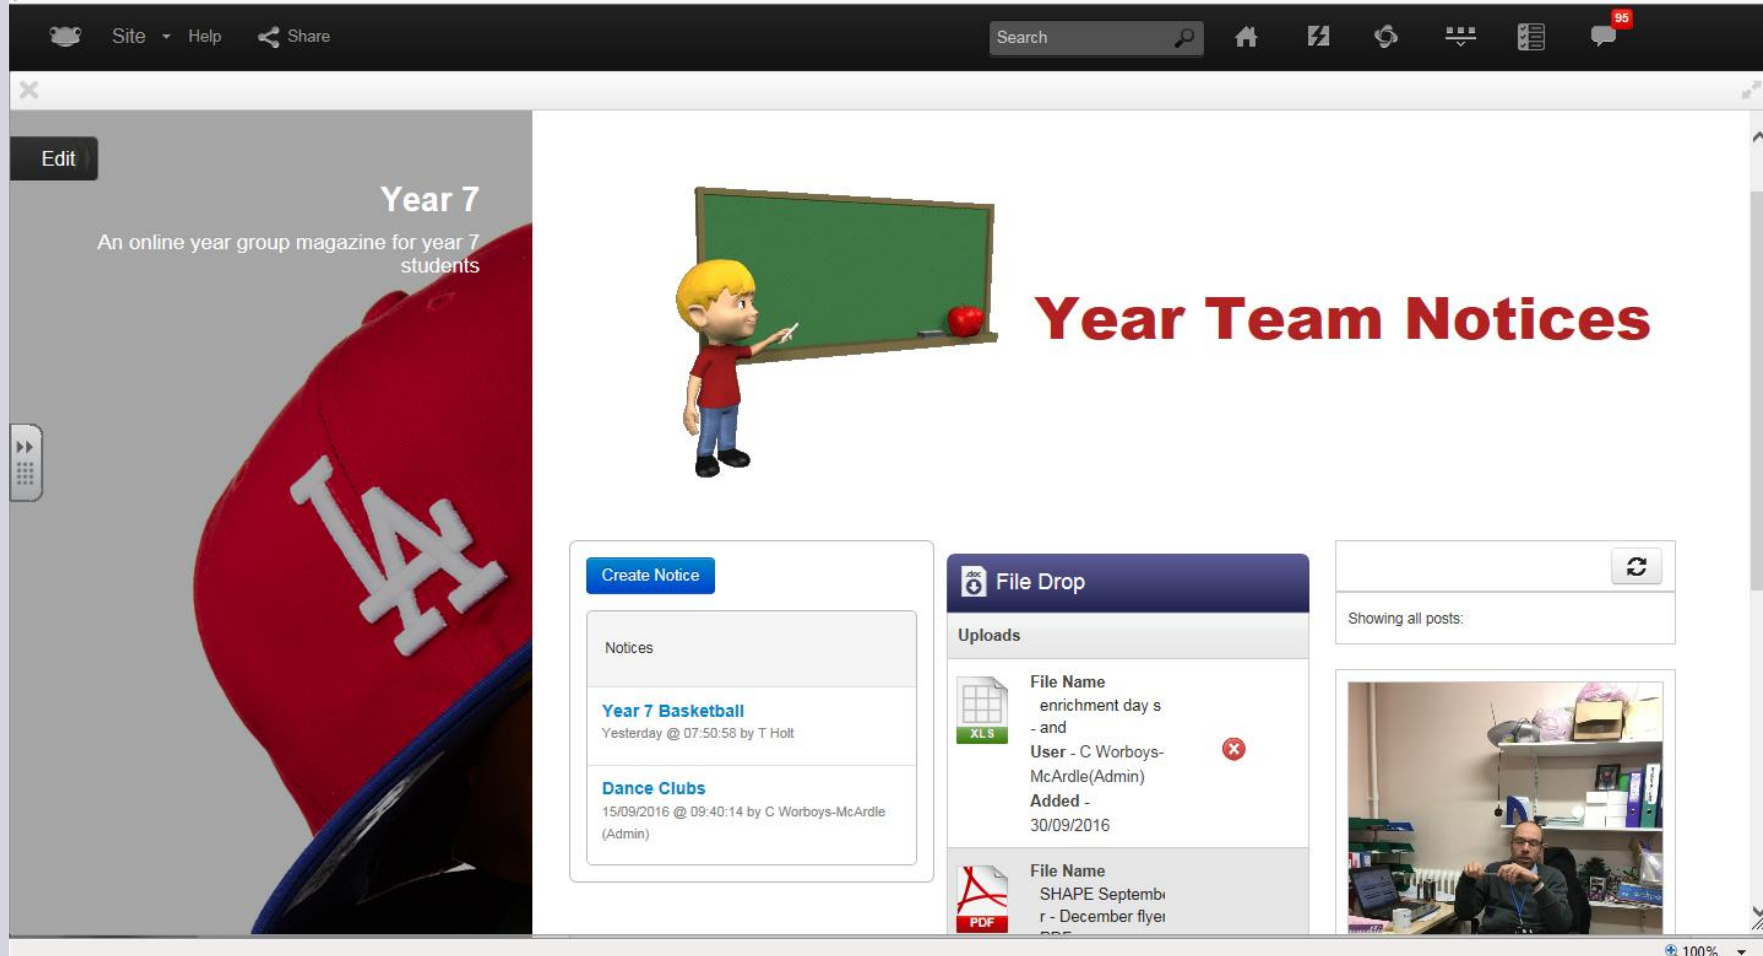 Site
Help
Share
Search
95
Edit
Year 7
An online year group magazine for year 7
students
LA
Year Team Notices
Create Notice
Notices
Year 7 Basketball
Yesterday @ 07:50:58 by T Holt
Dance Clubs
15/09/2016 @ 09:40:14 by C Worboys-McArdle
(Admin)
.doc
File Drop
Uploads
XLS
File Name
enrichment day s
- and
User - C Worboys-
McArdle(Admin)
Added -
30/09/2016
PDF
File Name
SHAPE Septembe
r - December flyer
Showing all posts:
100%